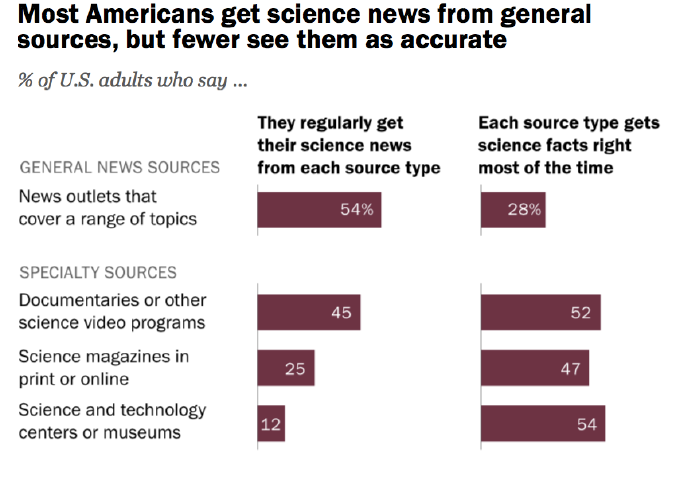 Most Americans get science news from general
sources, but fewer see them as accurate
% of U.S. adults who say ...
They regularly get
their science news
from each source type
Each source type gets
science facts right
most of the time
GENERAL NEWS SOURCES
News outlets that
cover a range of topics
54%
28%
SPECIALTY SOURCES
Documentaries or other
science video programs
45
52
Science magazines in
print or online
25
47
Science and technology
centers or museums
12
54